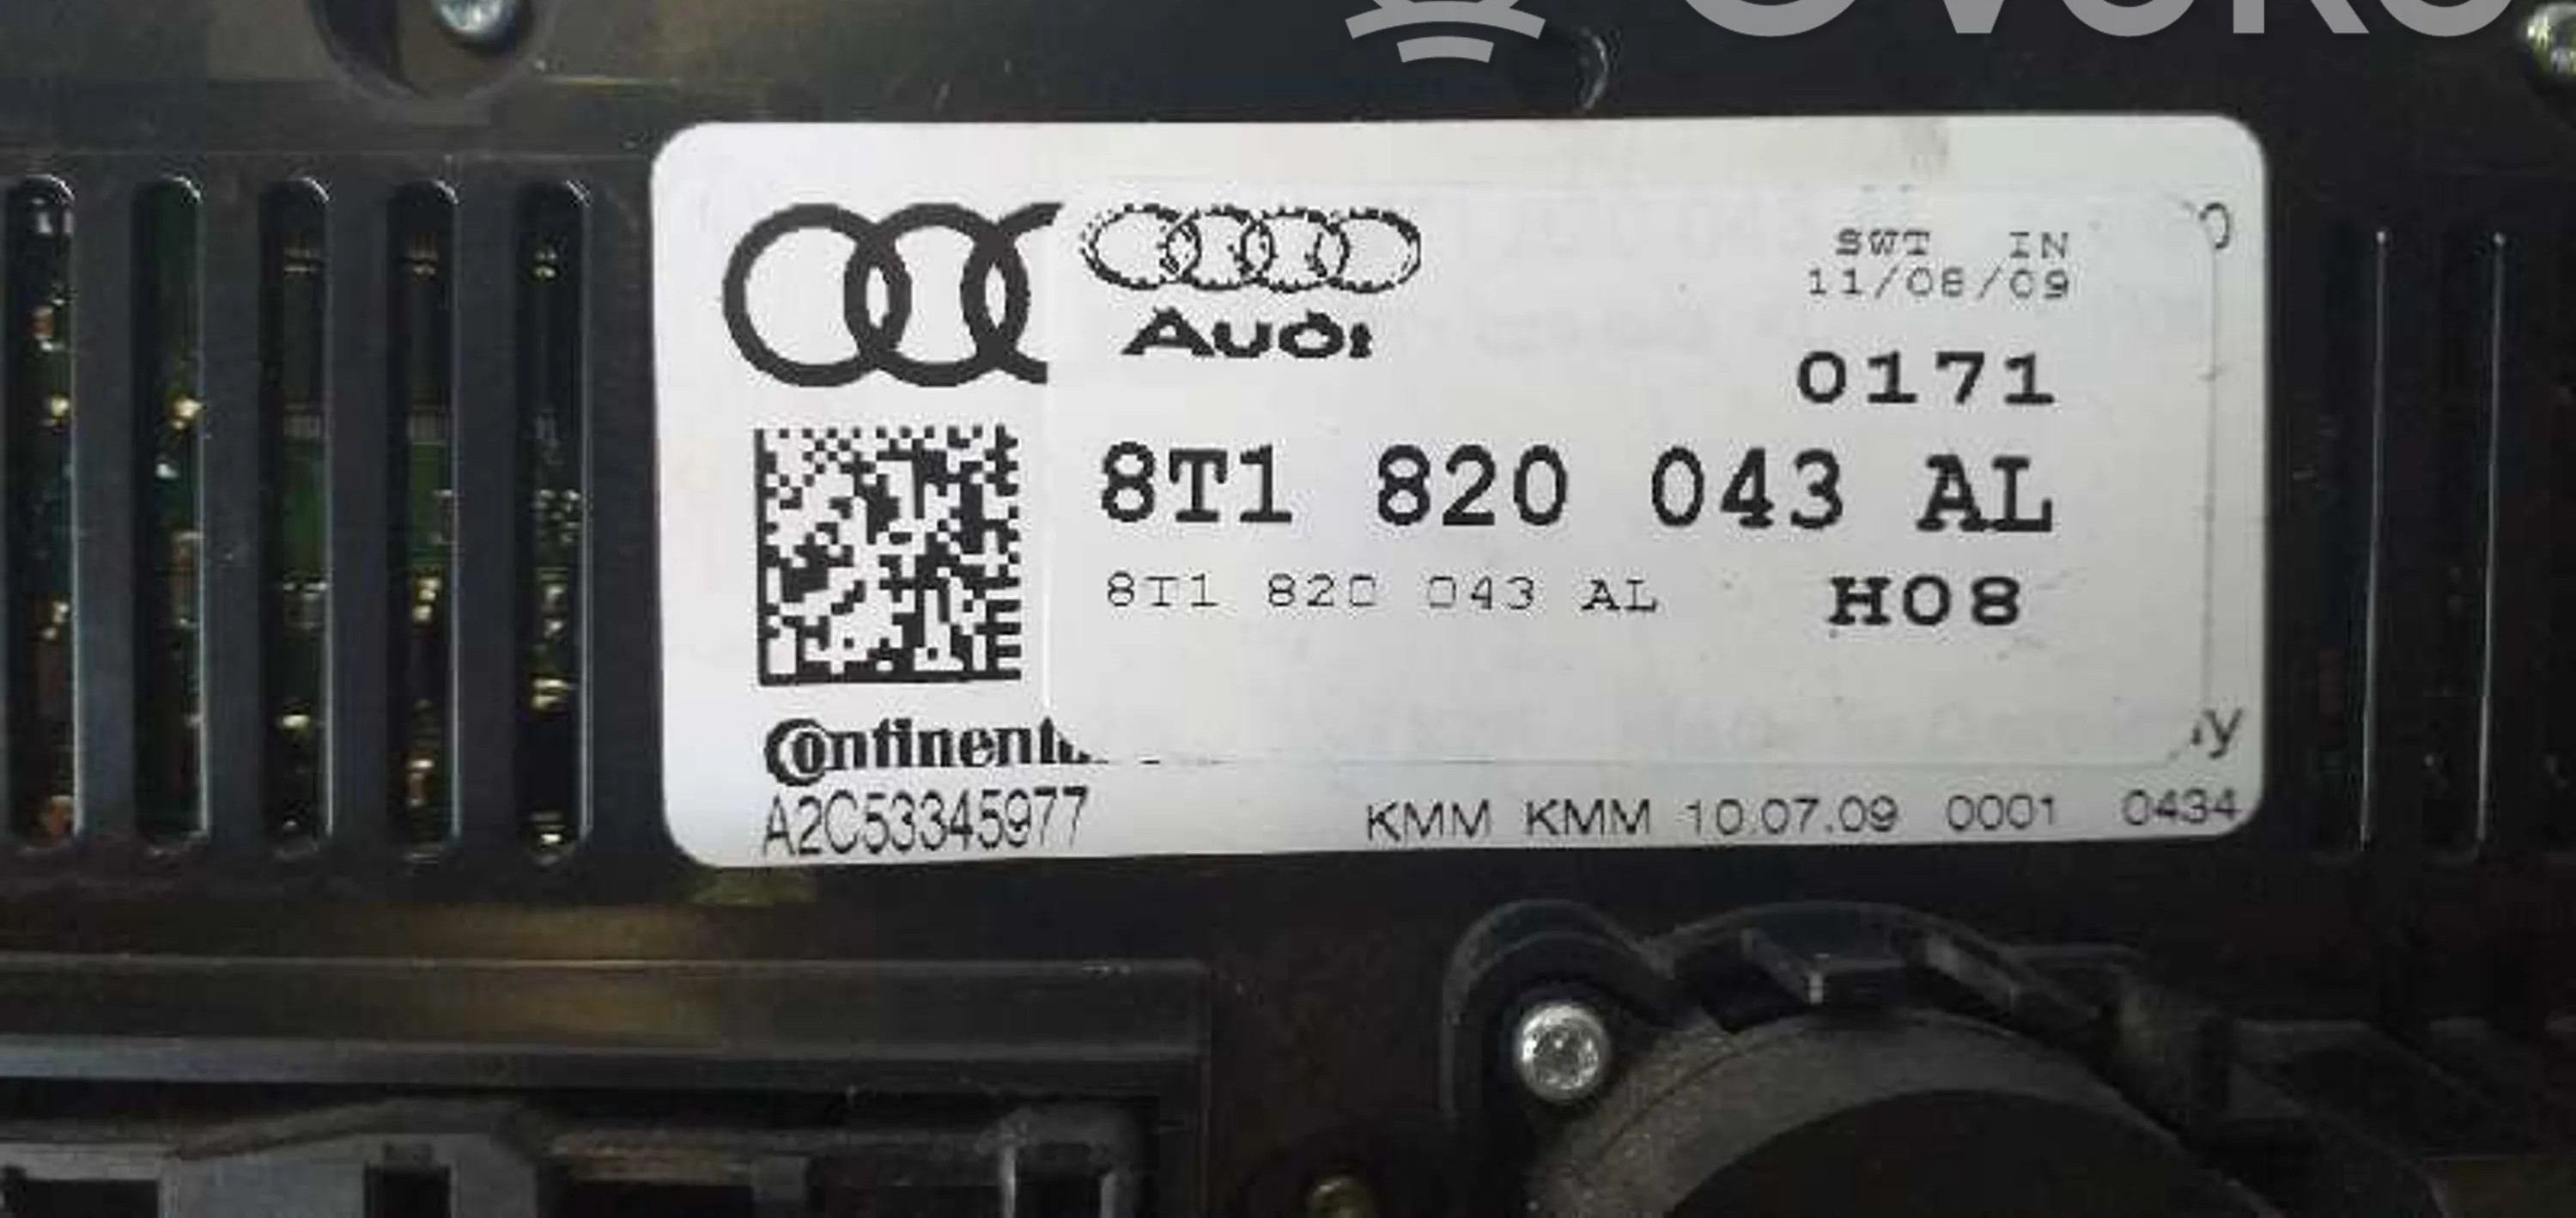 Audi
SWT IN
11/08/09
0171
8T1 820 043 AL
8T1 820 043 AL H08
A2C53345977
KMM KMM 10.07.09 0001 0434